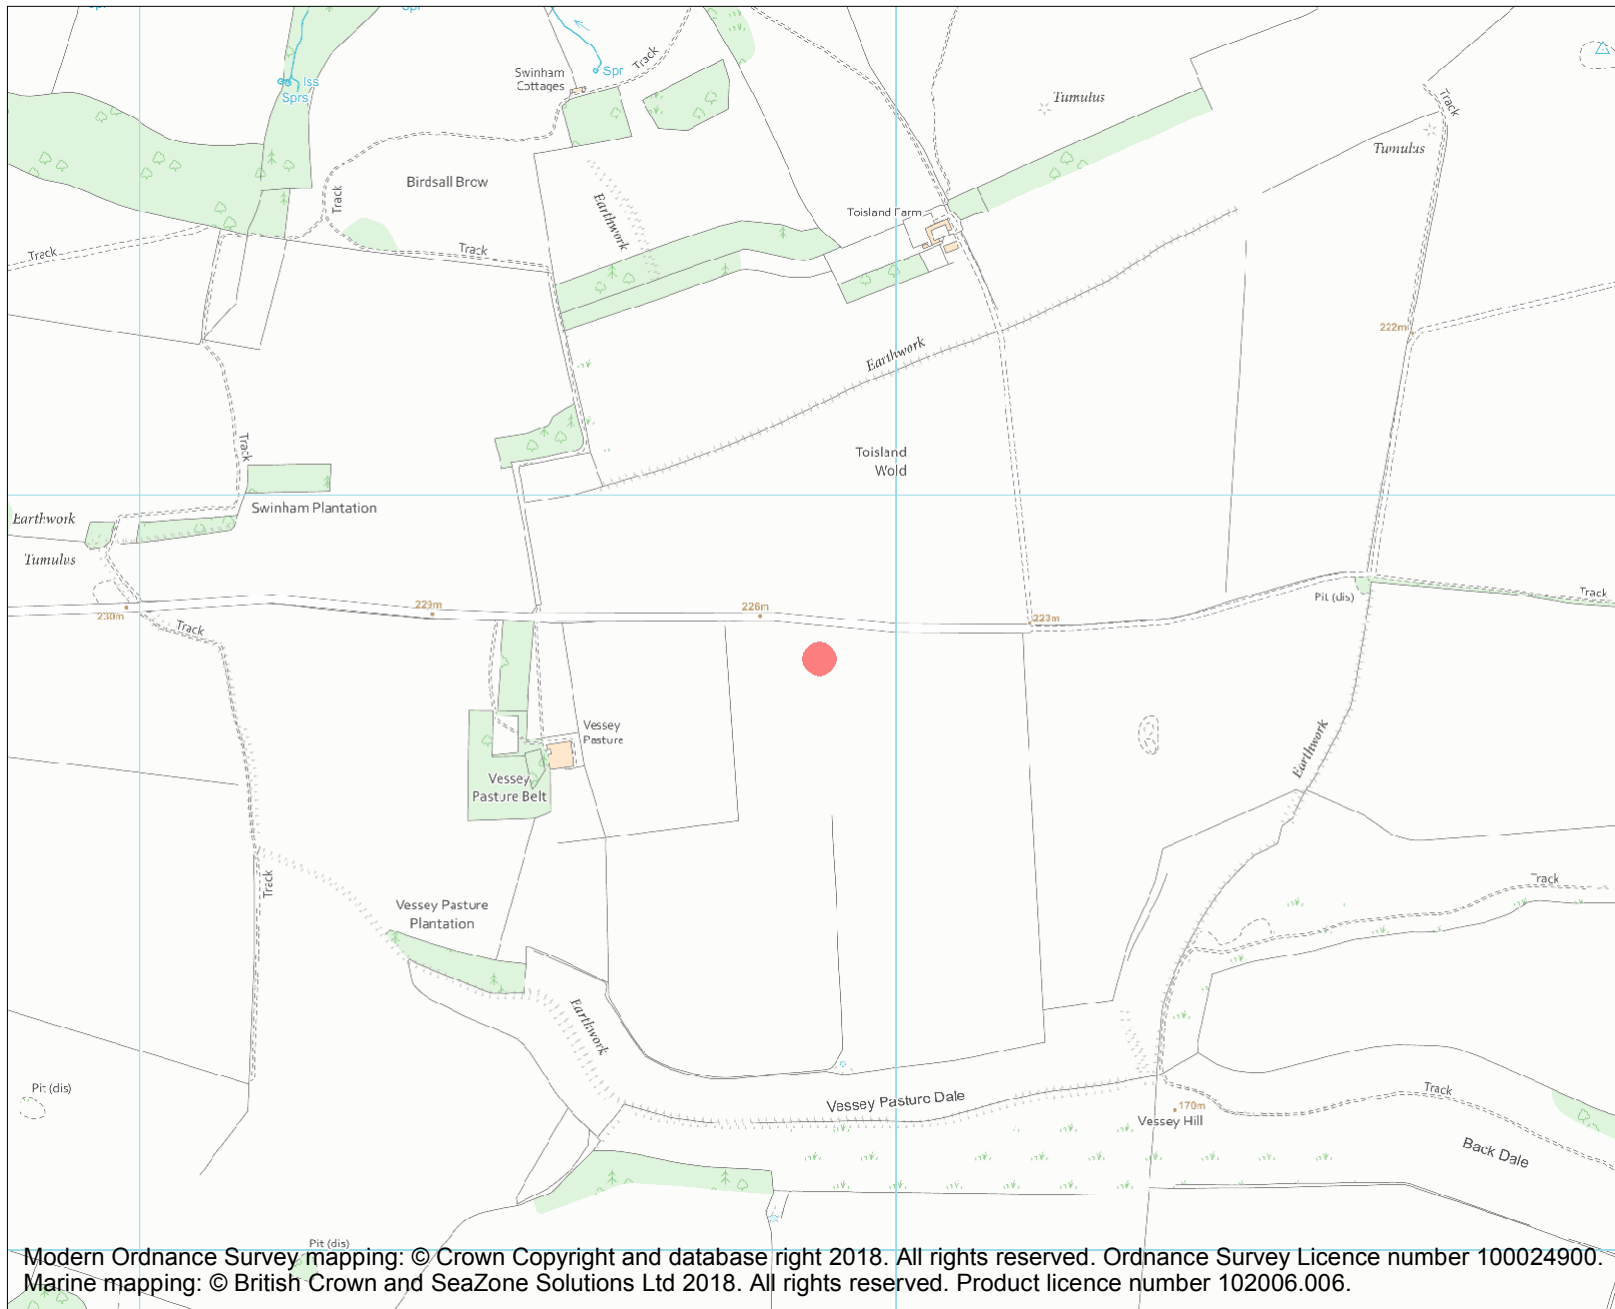 Spr
Spr
Swinham
Cottages
Spr
Track
Iss
Sprs
Tumulus
Track
Tumulus
Birdsall Brow
Track
Earthwork
Toisland Farm
Track
Track
222m
Earthwork
Track
Toisland
Wold
Swinham Plantation
Earthwork
Tumulus
230m
229m
226m
223m
Pit (dis)
Track
Track
Vessey
Pasture
Earthwork
Vessey
Pasture Belt
Track
Track
Vessey Pasture
Plantation
Earthwork
Pit (dis)
Vessey Pasture Dale
170m
Vessey Hill
Track
Back Dale
Pit (dis)
Modern Ordnance Survey mapping: © Crown Copyright and database right 2018. All rights reserved. Ordnance Survey Licence number 100024900.
Marine mapping: © British Crown and SeaZone Solutions Ltd 2018. All rights reserved. Product licence number 102006.006.